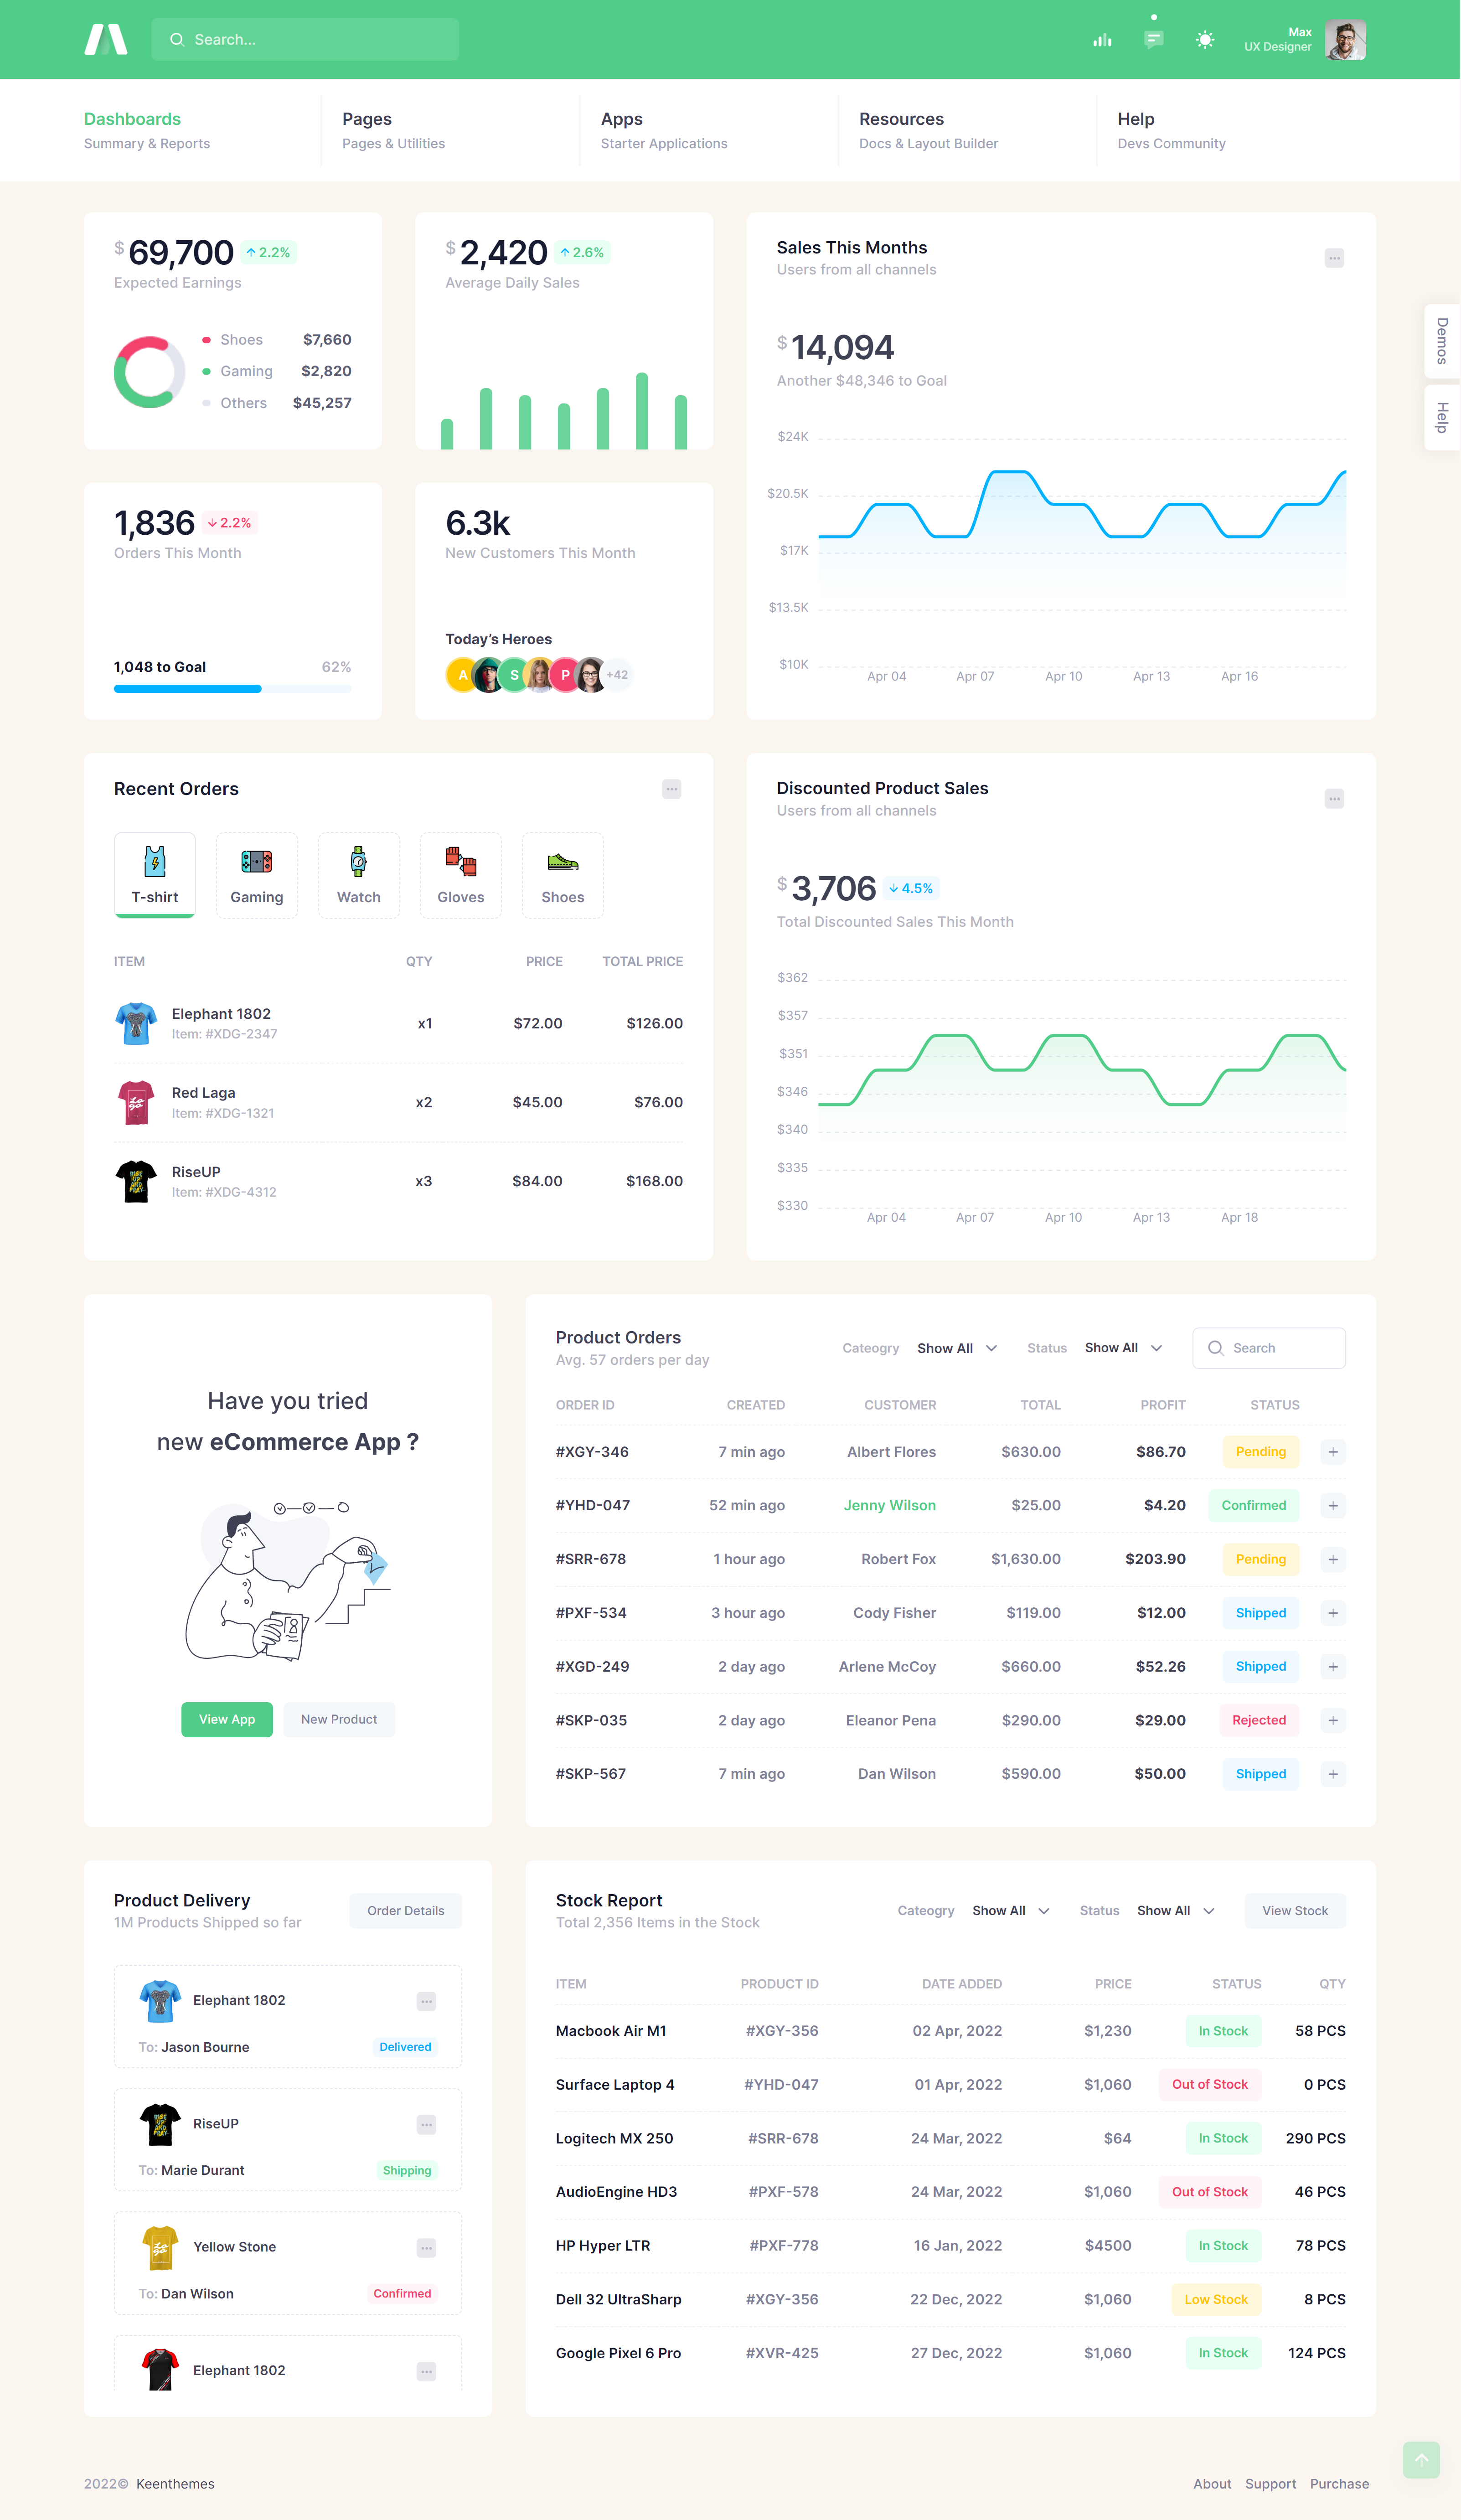 Search...
Max
UX Designer
Dashboards
Summary & Reports
Pages
Pages & Utilities
Apps
Starter Applications
Resources
Docs & Layout Builder
Help
Devs Community
$ 69,700 2.2%
Expected Earnings
Shoes $7,660
Gaming $2,820
Others $45,257
$ 2,420 2.6%
Average Daily Sales
1,836 2.2%
Orders This Month
1,048 to Goal 62%
6.3k
New Customers This Month
Today's Heroes
A S P +42
Sales This Months
Users from all channels
$ 14,094
Another $48,346 to Goal
$24K
$20.5K
$17K
$13.5K
$10K
Apr 04 Apr 07 Apr 10 Apr 13 Apr 16
Demos
Help
Recent Orders
T-shirt Gaming Watch Gloves Shoes
ITEM QTY PRICE TOTAL PRICE
Elephant 1802
Item: #XDG-2347
x1 $72.00 $126.00
Red Laga
Item: #XDG-1321
x2 $45.00 $76.00
RISE
UP
AND
PLAY
RiseUP
Item: #XDG-4312
x3 $84.00 $168.00
Discounted Product Sales
Users from all channels
$ 3,706 4.5%
Total Discounted Sales This Month
$362
$357
$351
$346
$340
$335
$330
Apr 04 Apr 07 Apr 10 Apr 13 Apr 18
Have you tried
new eCommerce App ?
View App New Product
Product Orders
Avg. 57 orders per day
Cateogry Show All Status Show All Search
ORDER ID CREATED CUSTOMER TOTAL PROFIT STATUS
#XGY-346 7 min ago Albert Flores $630.00 $86.70 Pending
#YHD-047 52 min ago Jenny Wilson $25.00 $4.20 Confirmed
#SRR-678 1 hour ago Robert Fox $1,630.00 $203.90 Pending
#PXF-534 3 hour ago Cody Fisher $119.00 $12.00 Shipped
#XGD-249 2 day ago Arlene McCoy $660.00 $52.26 Shipped
#SKP-035 2 day ago Eleanor Pena $290.00 $29.00 Rejected
#SKP-567 7 min ago Dan Wilson $590.00 $50.00 Shipped
Product Delivery
1M Products Shipped so far
Order Details
Elephant 1802
To: Jason Bourne Delivered
RISE
UP
AND
PLAY
RiseUP
To: Marie Durant Shipping
Yellow Stone
To: Dan Wilson Confirmed
Elephant 1802
Stock Report
Total 2,356 Items in the Stock
Cateogry Show All Status Show All View Stock
ITEM PRODUCT ID DATE ADDED PRICE STATUS QTY
Macbook Air M1 #XGY-356 02 Apr, 2022 $1,230 In Stock 58 PCS
Surface Laptop 4 #YHD-047 01 Apr, 2022 $1,060 Out of Stock 0 PCS
Logitech MX 250 #SRR-678 24 Mar, 2022 $64 In Stock 290 PCS
AudioEngine HD3 #PXF-578 24 Mar, 2022 $1,060 Out of Stock 46 PCS
HP Hyper LTR #PXF-778 16 Jan, 2022 $4500 In Stock 78 PCS
Dell 32 UltraSharp #XGY-356 22 Dec, 2022 $1,060 Low Stock 8 PCS
Google Pixel 6 Pro #XVR-425 27 Dec, 2022 $1,060 In Stock 124 PCS
2022© Keenthemes
About Support Purchase